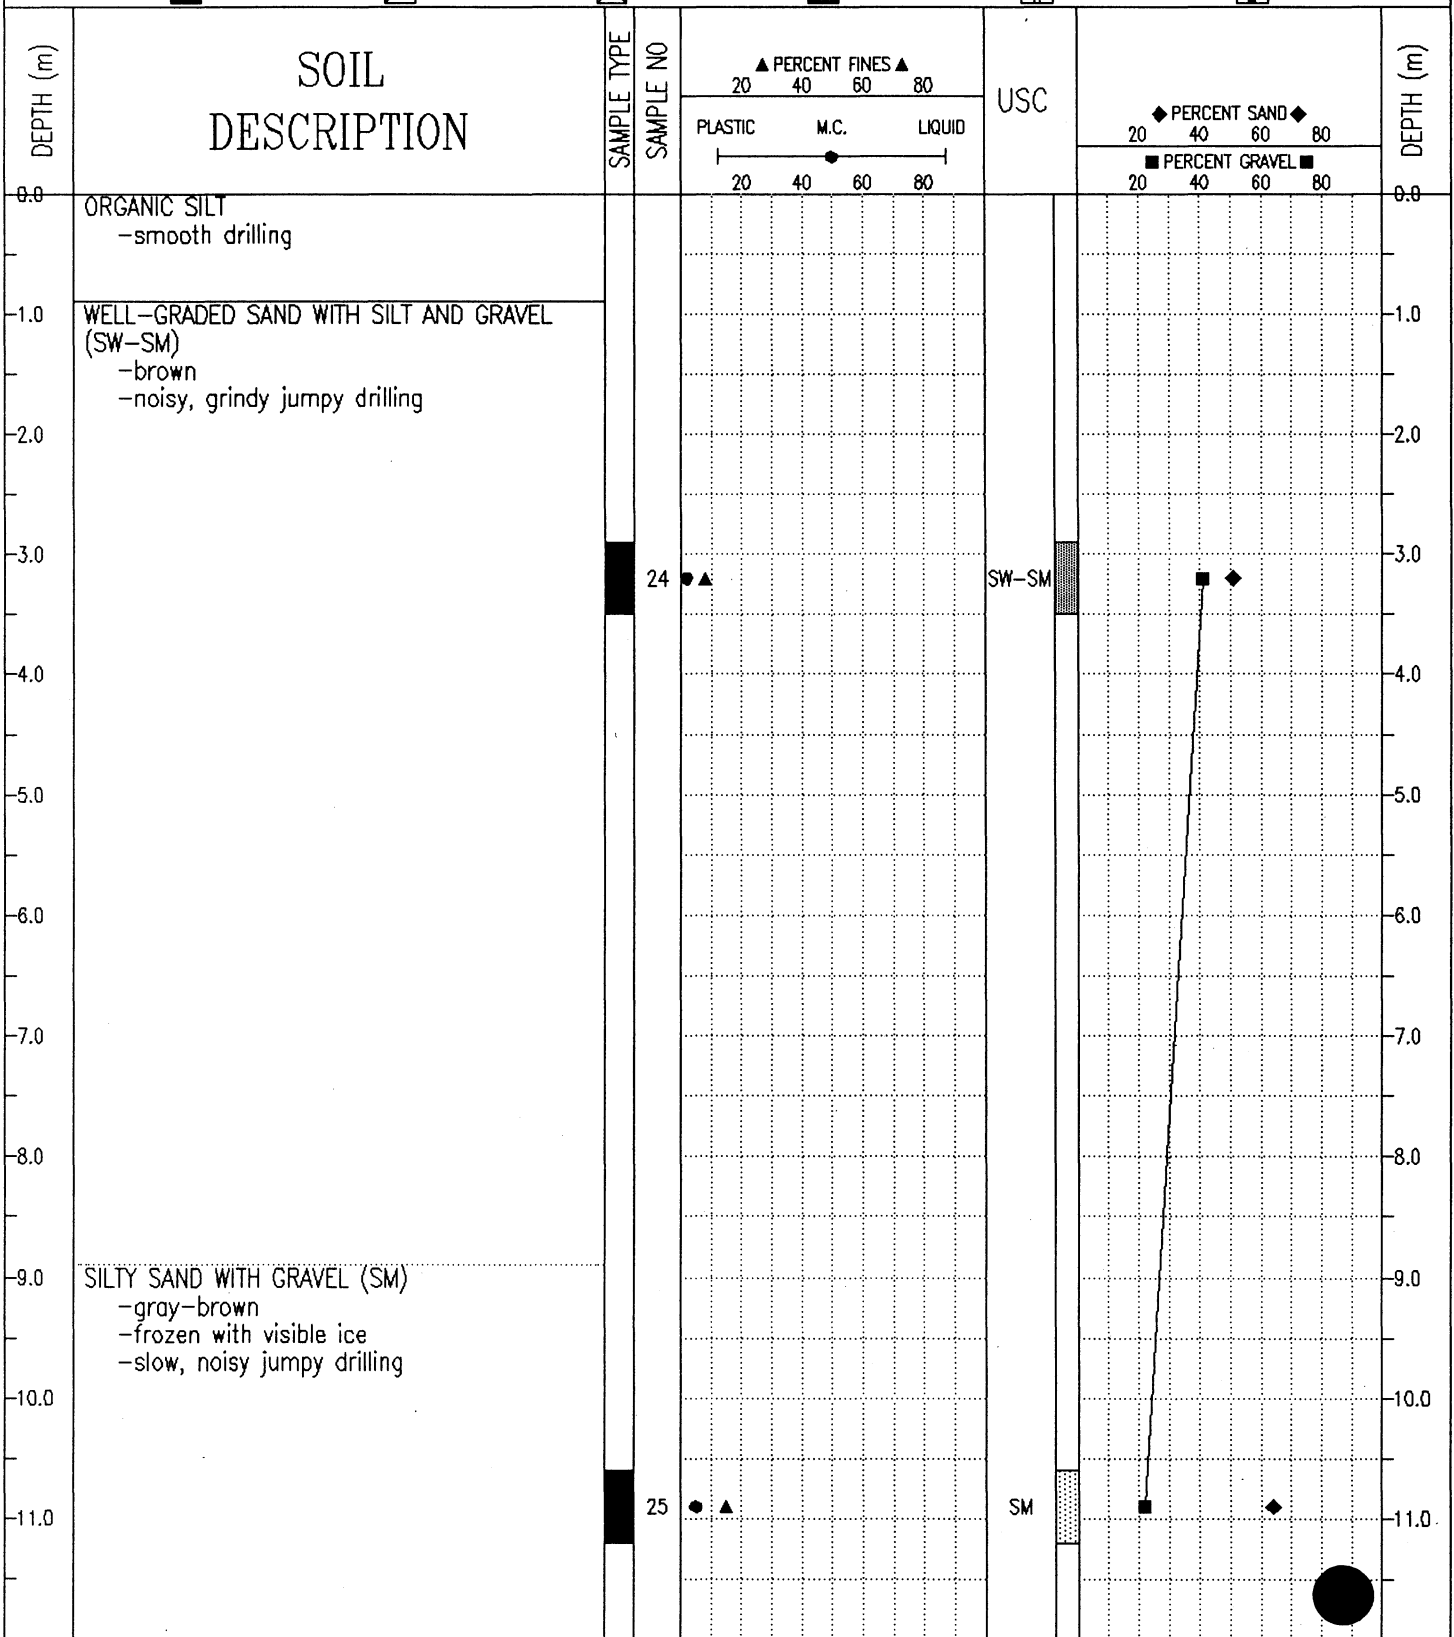 DEPTH (m)
SOIL
DESCRIPTION
SAMPLE TYPE
SAMPLE NO
▲ PERCENT FINES ▲
20 40 60 80
PLASTIC M.C. LIQUID
20 40 60 80
USC
◆ PERCENT SAND ◆
20 40 60 80
■ PERCENT GRAVEL ■
20 40 60 80
DEPTH (m)
0.0
ORGANIC SILT
-smooth drilling
0.0
1.0
WELL-GRADED SAND WITH SILT AND GRAVEL
(SW-SM)
-brown
-noisy, grindy jumpy drilling
1.0
2.0
2.0
3.0
3.0
24
SW-SM
4.0
4.0
5.0
5.0
6.0
6.0
7.0
7.0
8.0
8.0
9.0
SILTY SAND WITH GRAVEL (SM)
-gray-brown
-frozen with visible ice
-slow, noisy jumpy drilling
9.0
10.0
10.0
25
SM
11.0
11.0